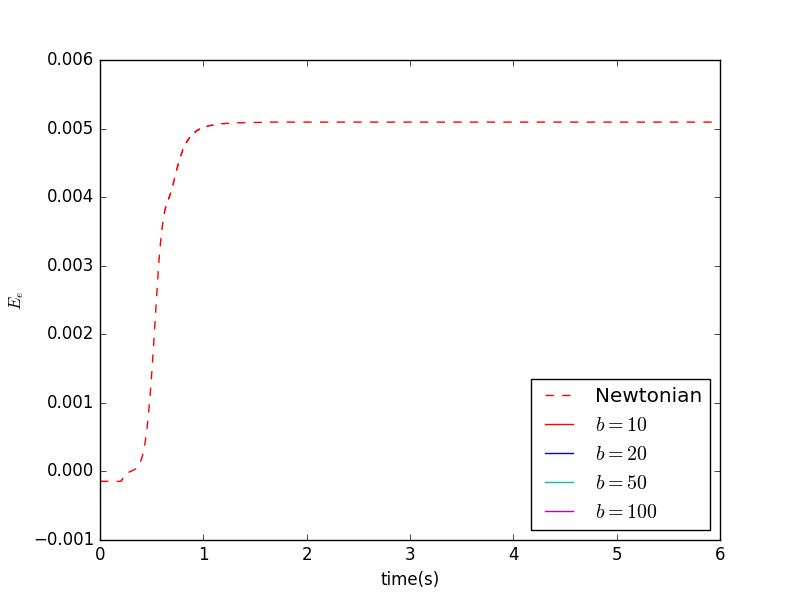 0.006
0.005
0.004
0.003
0.002
0.001
0.000
−0.001
E_e
0 1 2 3 4 5 6
time(s)
Newtonian
b = 10
b = 20
b = 50
b = 100